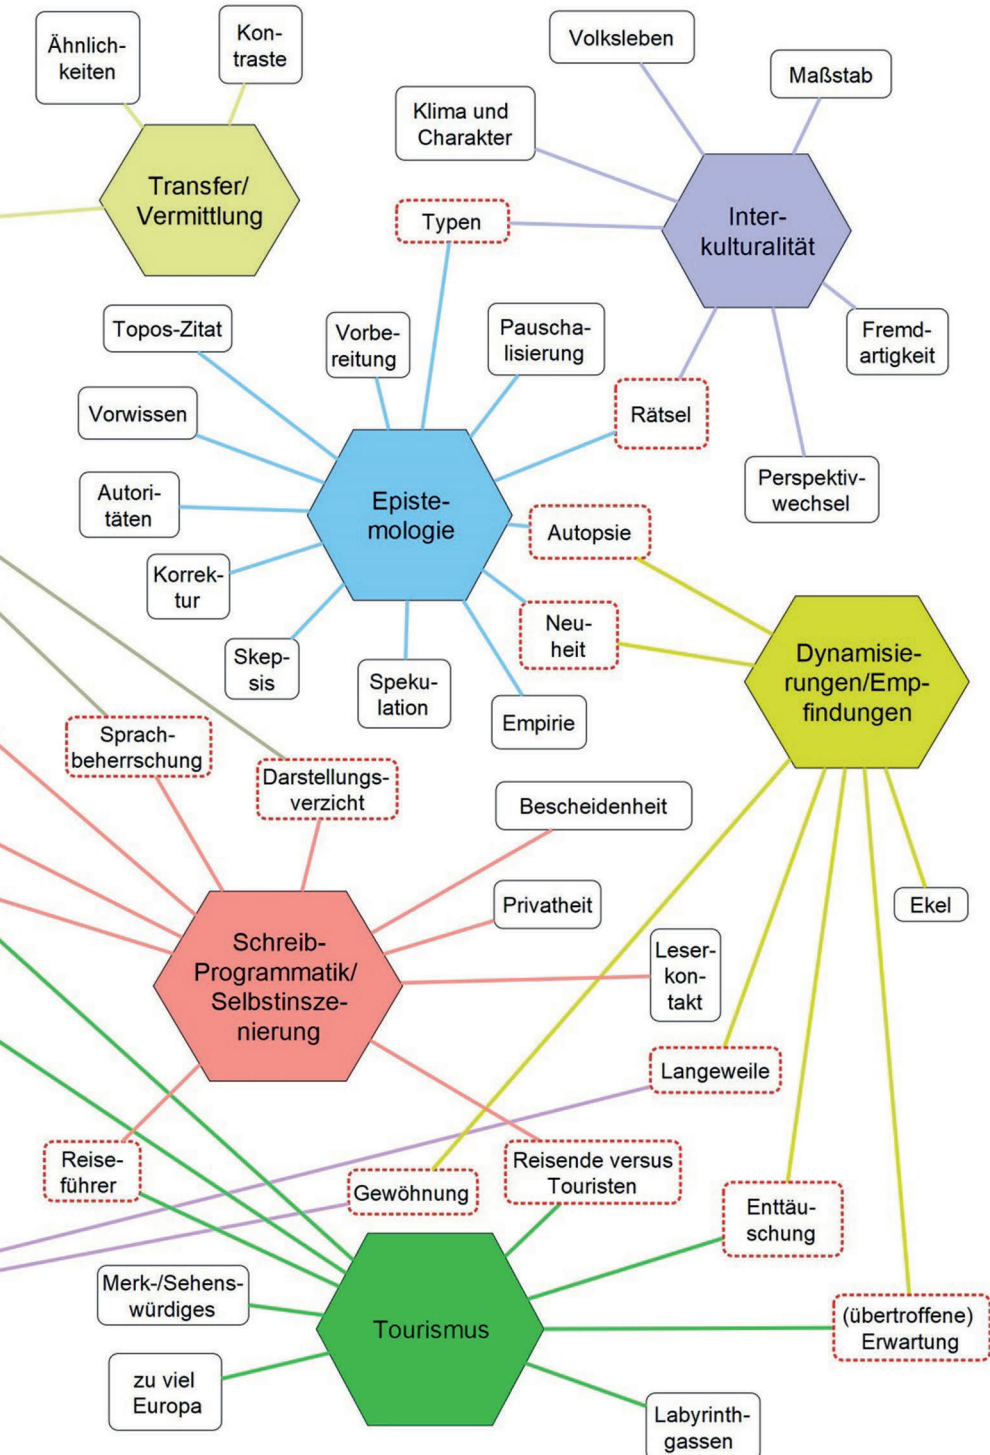 Ähnlich-
keiten
Kon-
traste
Volksleben
Maßstab
Klima und
Charakter
Transfer/
Vermittlung
Typen
Inter-
kulturalität
Topos-Zitat
Vorbe-
reitung
Pauscha-
lisierung
Fremd-
artigkeit
Vorwissen
Rätsel
Autori-
täten
Episte-
mologie
Perspektiv-
wechsel
Autopsie
Korrek-
tur
Neu-
heit
Skep-
sis
Speku-
lation
Empirie
Dynamisie-
rungen/Emp-
findungen
Sprach-
beherrschung
Darstellungs-
verzicht
Bescheidenheit
Privatheit
Ekel
Schreib-
Programmatik/
Selbstinsze-
nierung
Leser-
kon-
takt
Langeweile
Reise-
führer
Gewöhnung
Reisende versus
Touristen
Enttäu-
schung
Merk-/Sehens-
würdiges
Tourismus
(übertroffene)
Erwartung
zu viel
Europa
Labyrinth-
gassen